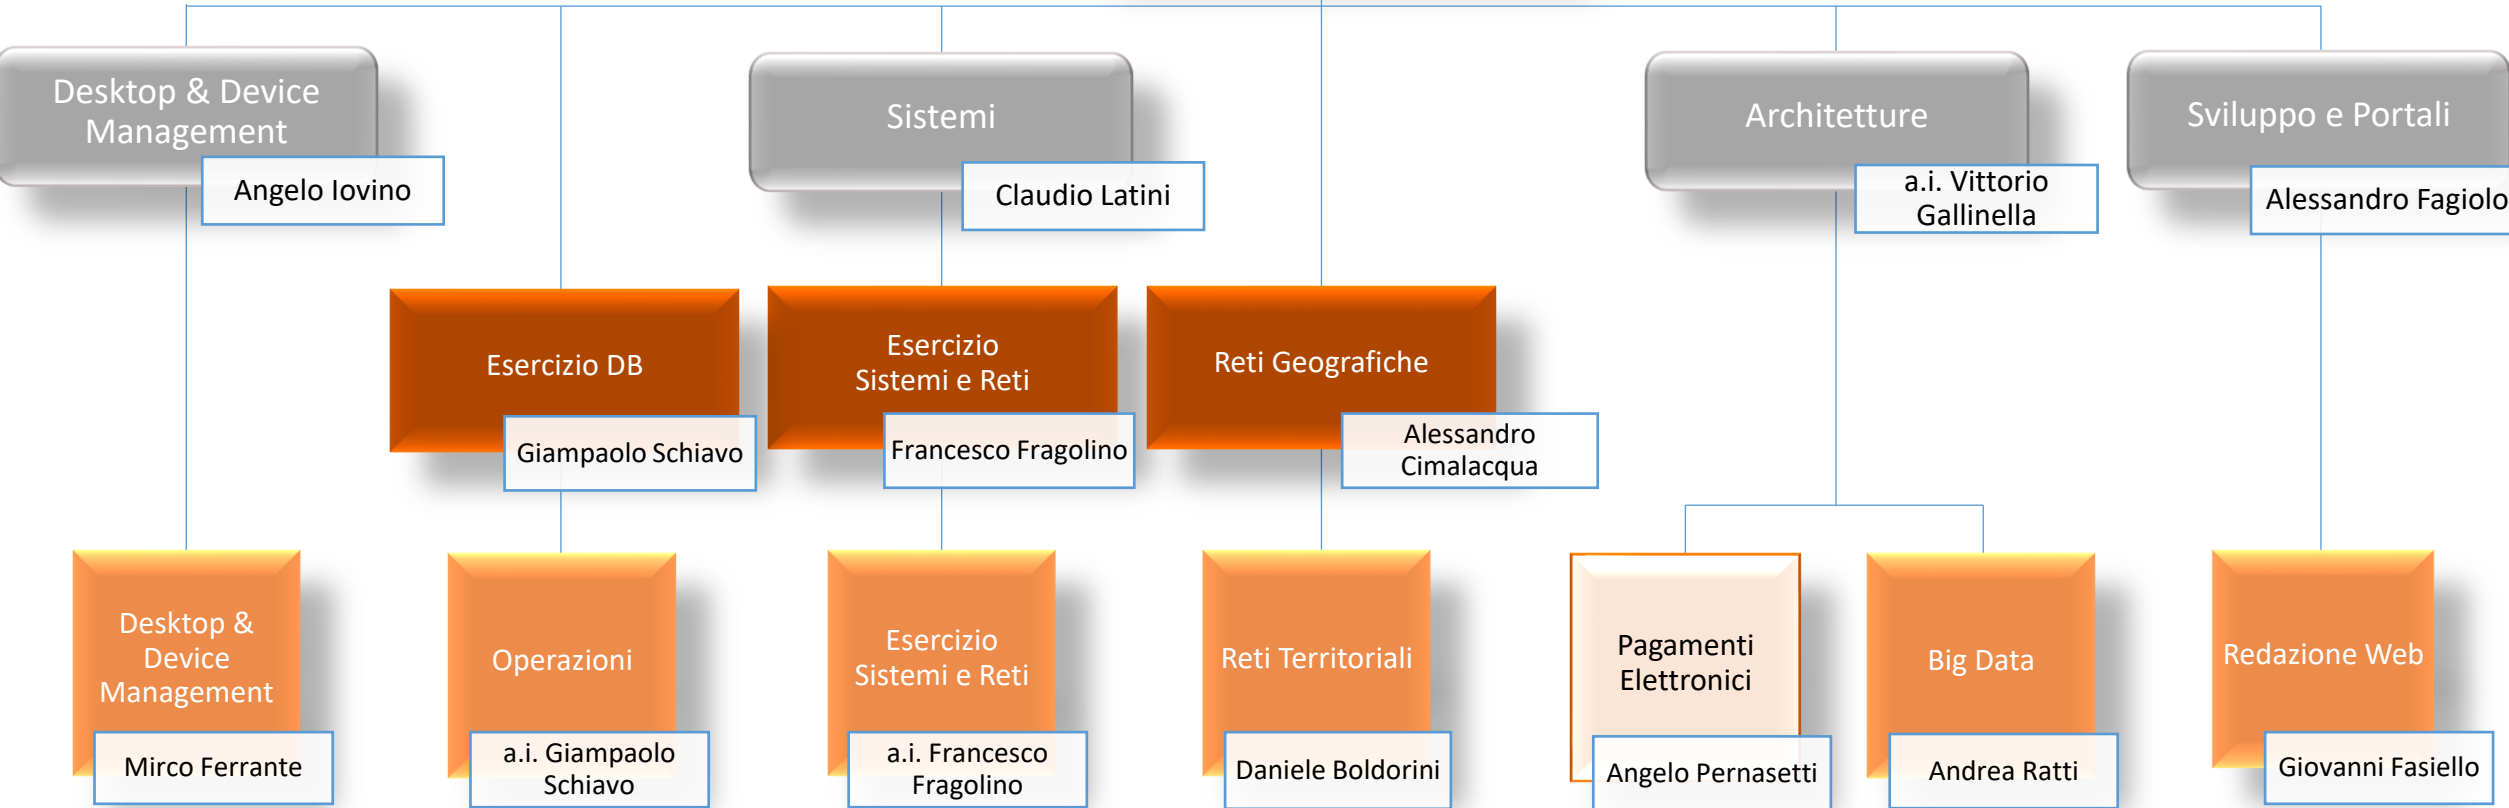 Desktop & Device
Management
Angelo Iovino
Sistemi
Claudio Latini
Architetture
a.i. Vittorio
Gallinella
Sviluppo e Portali
Alessandro Fagiolo
Esercizio DB
Giampaolo Schiavo
Esercizio
Sistemi e Reti
Francesco Fragolino
Reti Geografiche
Alessandro
Cimalacqua
Desktop &
Device
Management
Mirco Ferrante
Operazioni
a.i. Giampaolo
Schiavo
Esercizio
Sistemi e Reti
a.i. Francesco
Fragolino
Reti Territoriali
Daniele Boldorini
Pagamenti
Elettronici
Angelo Pernasetti
Big Data
Andrea Ratti
Redazione Web
Giovanni Fasiello